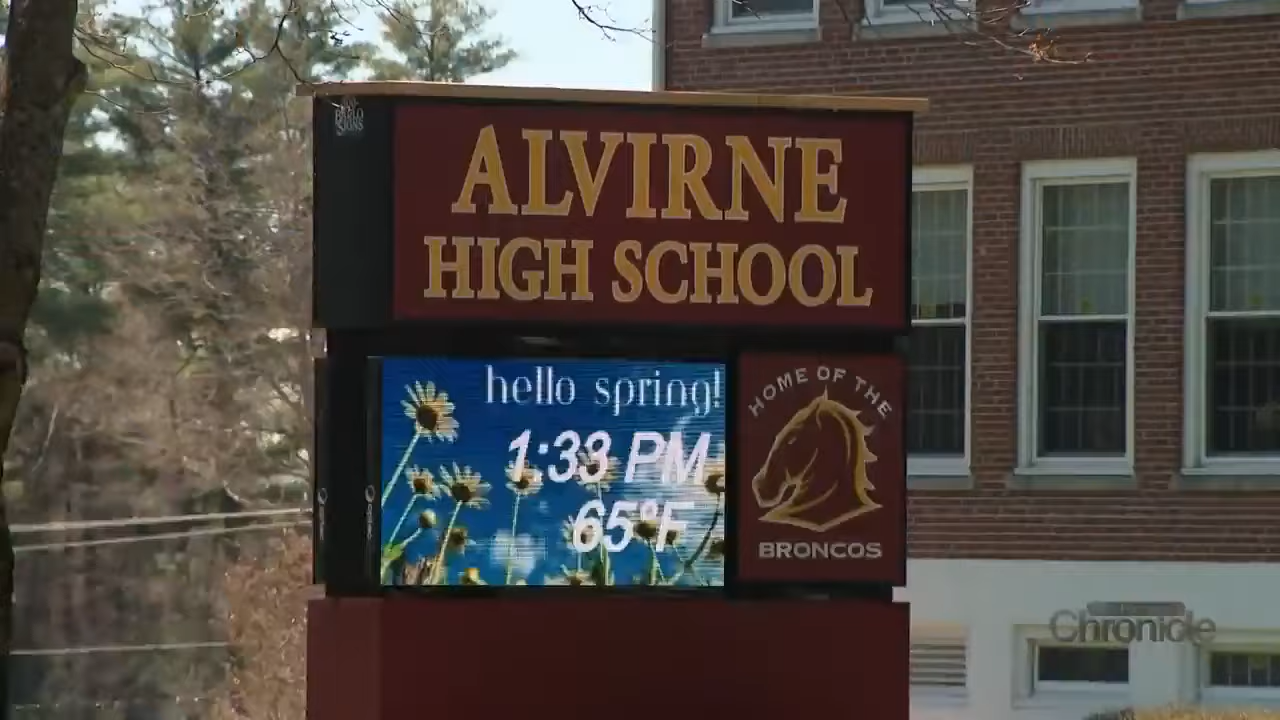 ALVIRNE
HIGH SCHOOL
hello spring!
1:33 PM
65°F
HOME OF THE
BRONCOS
Chronicle